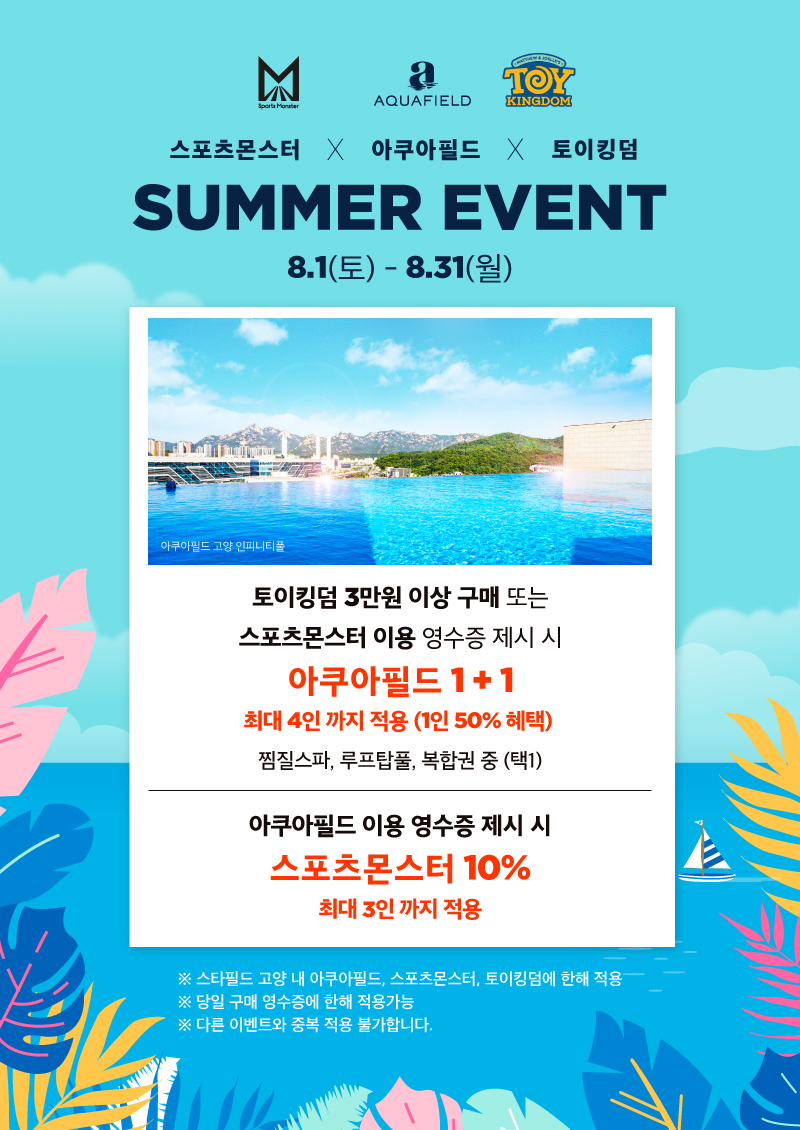 Sports Monster
a
AQUAFIELD
MATTHEW & JOELLE'S
TOY
KINGDOM
스포츠몬스터 X 아쿠아필드 X 토이킹덤
SUMMER EVENT
8.1(토) - 8.31(월)
아쿠아필드 고양 인피니티풀
토이킹덤 3만원 이상 구매 또는
스포츠몬스터 이용 영수증 제시 시
아쿠아필드 1 + 1
최대 4인 까지 적용 (1인 50% 혜택)
찜질스파, 루프탑풀, 복합권 중 (택1)
아쿠아필드 이용 영수증 제시 시
스포츠몬스터 10%
최대 3인 까지 적용
※ 스타필드 고양 내 아쿠아필드, 스포츠몬스터, 토이킹덤에 한해 적용
※ 당일 구매 영수증에 한해 적용가능
※ 다른 이벤트와 중복 적용 불가합니다.